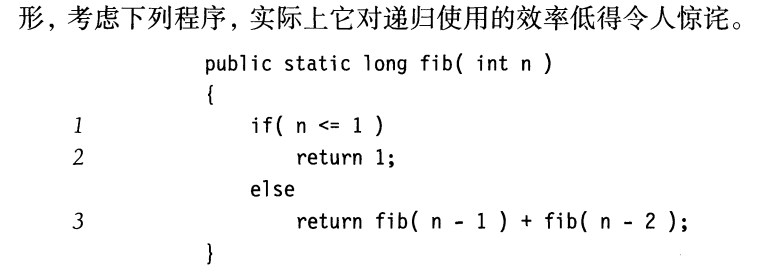 形，考虑下列程序，实际上它对递归使用的效率低得令人惊诧。
public static long fib( int n )
{
1 if( n <= 1 )
2 return 1;
else
3 return fib( n - 1 ) + fib( n - 2 );
}